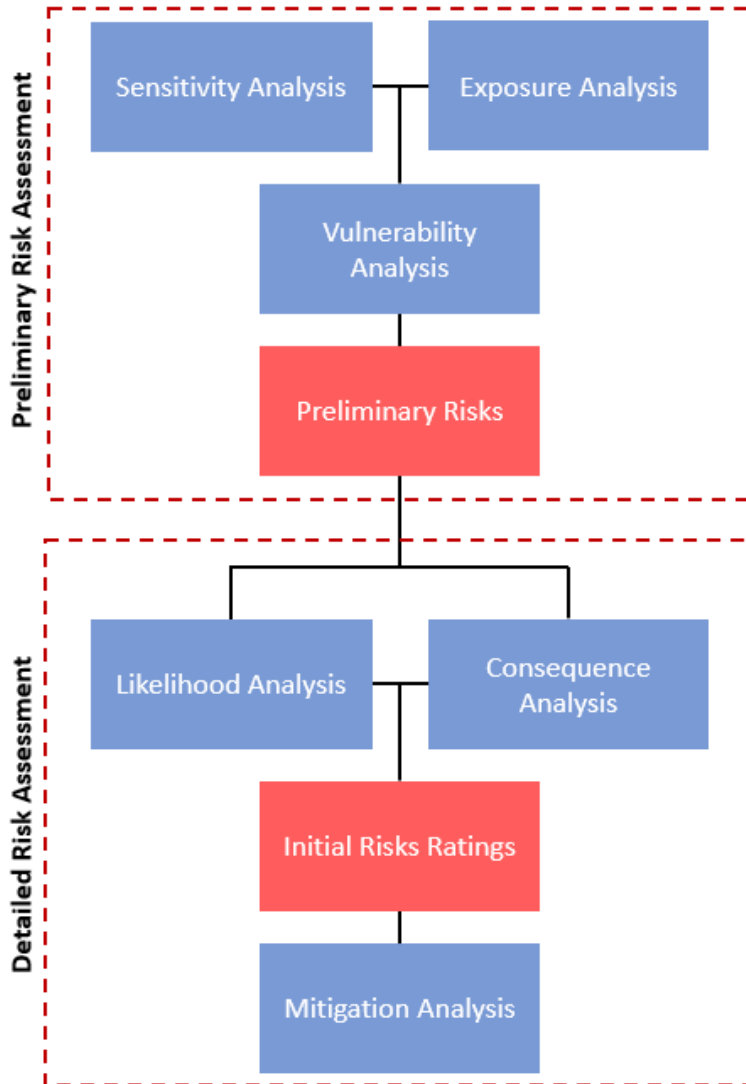 Preliminary Risk Assessment
Sensitivity Analysis
Exposure Analysis
Vulnerability
Analysis
Preliminary Risks
Detailed Risk Assessment
Likelihood Analysis
Consequence
Analysis
Initial Risks Ratings
Mitigation Analysis